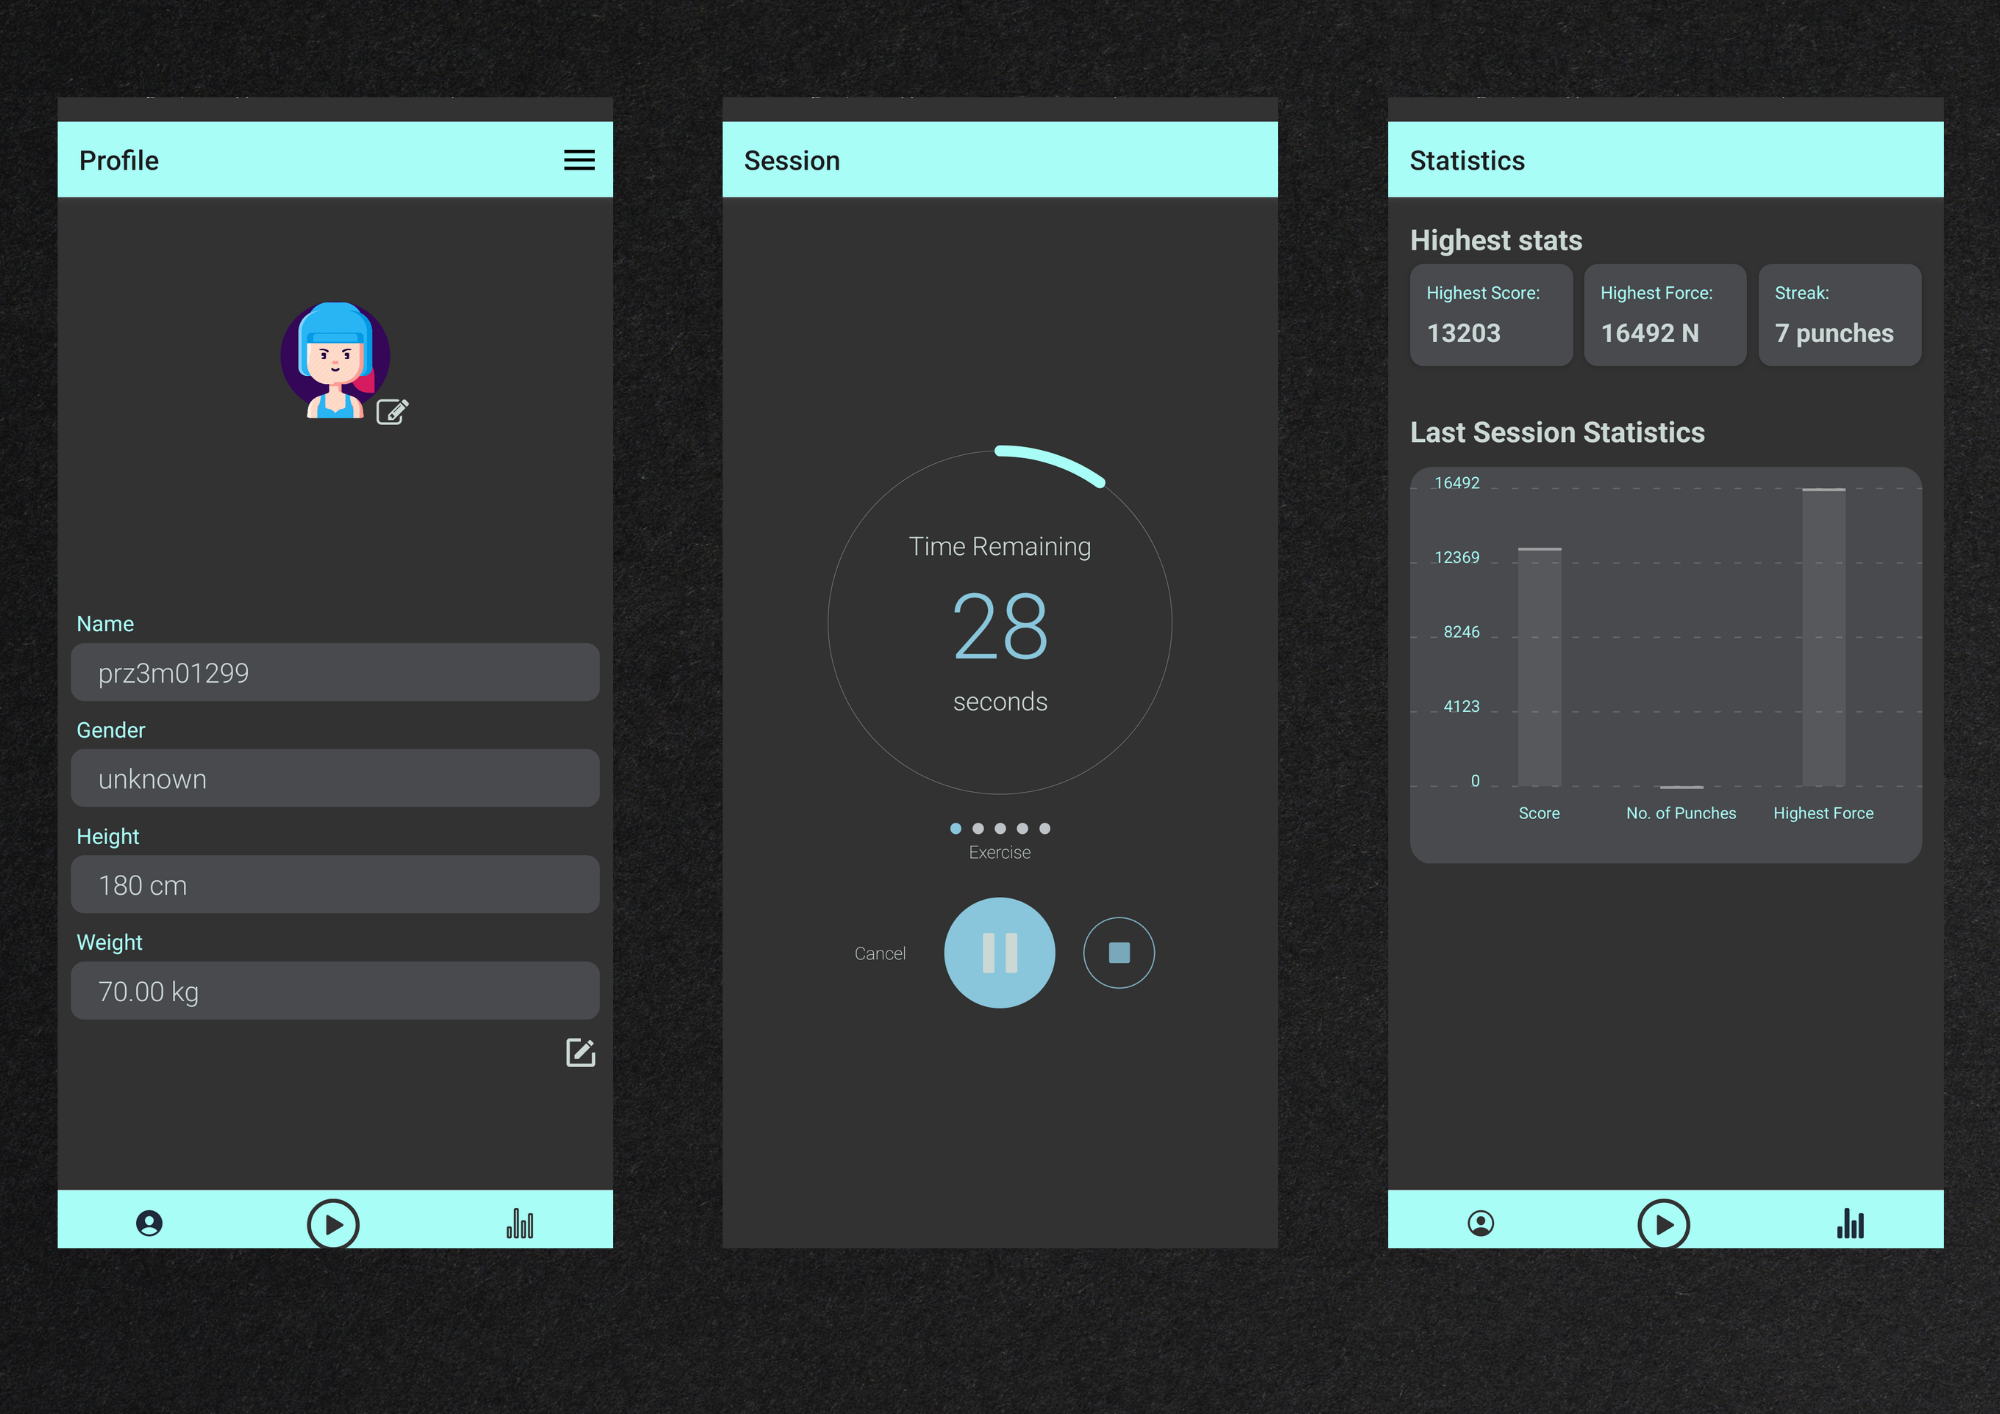 Profile
Name
prz3m01299
Gender
unknown
Height
180 cm
Weight
70.00 kg
Session
Time Remaining
28
seconds
Exercise
Cancel
Statistics
Highest stats
Highest Score:
13203
Highest Force:
16492 N
Streak:
7 punches
Last Session Statistics
16492
12369
8246
4123
0
Score
No. of Punches
Highest Force